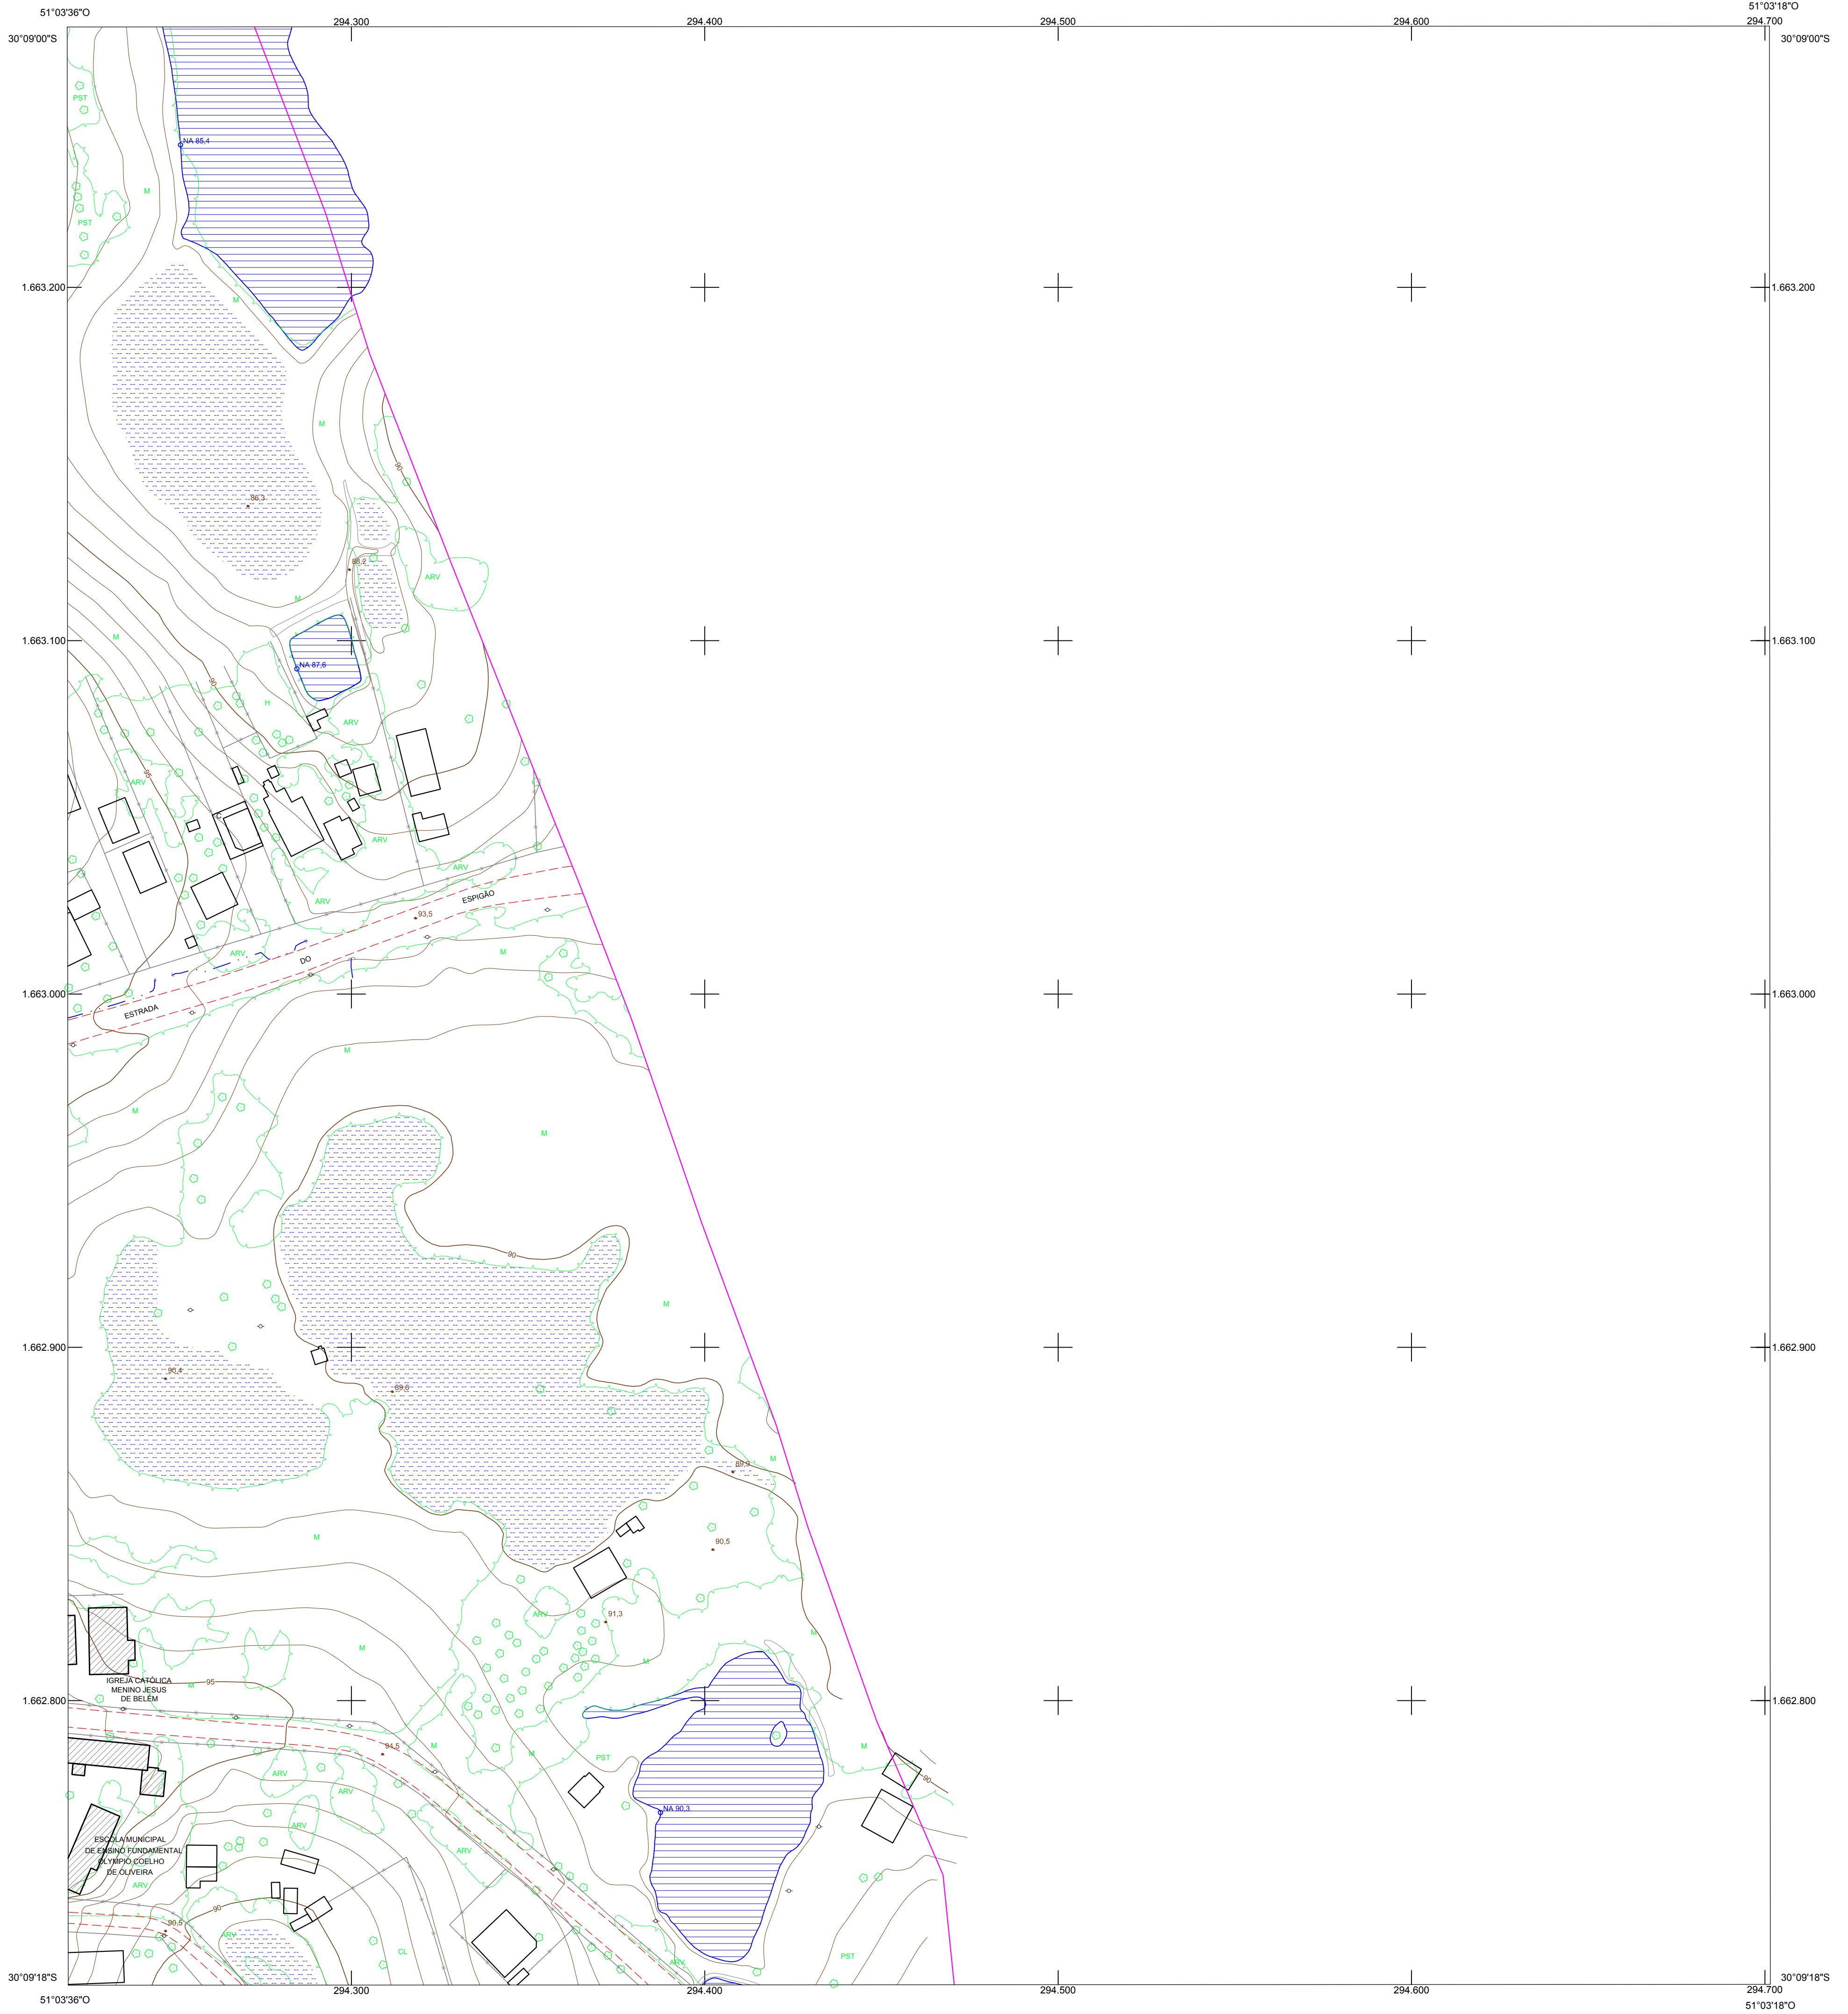 51°03'36"O
51°03'18"O
294.300
294.400
294.500
294.600
294.700
30°09'00"S
30°09'00"S
PST
NA 85,4
M
PST
1.663.200
1.663.200
M
M
90
86,3
88,2
ARV
M
1.663.100
M
1.663.100
NA 87,6
90
H
ARV
95
ARV
C
ARV
ARV
ARV
ESPIGÃO
93,5
ARV
M
DO
1.663.000
1.663.000
ESTRADA
M
M
M
90
M
1.662.900
1.662.900
90,4
89,6
M
89,9
M
90,5
ARV
91,3
M
M
M
IGREJA CATÓLICA
95
MENINO JESUS
M
DE BELÉM
1.662.800
1.662.800
M
94,5
M
PST
M
ARV
90
ARV
NA 90,3
ARV
ESCOLA MUNICIPAL
DE ENSINO FUNDAMENTAL
ARV
OLYMPIO COELHO
DE OLIVEIRA
ARV
90
90,5
ARV
CL
PST
ARV
30°09'18"S
30°09'18"S
294.300
294.400
294.500
294.600
294.700
51°03'36"O
51°03'18"O